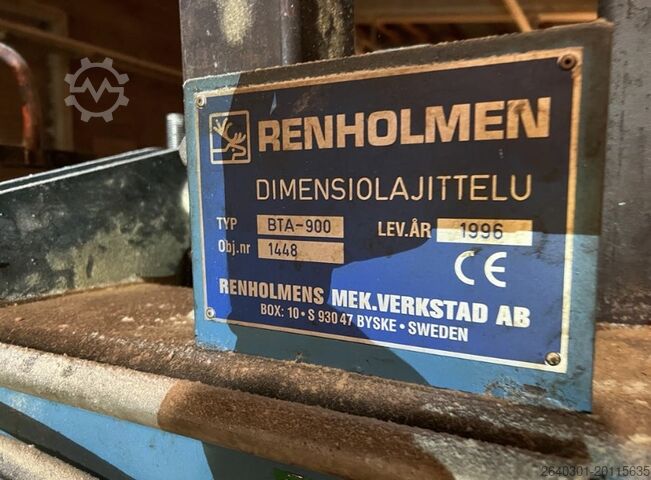 RENHOLMEN
DIMENSIOLAJITTELU
TYP BTA-900 LEV.ÅR 1996
Obj.nr 1448
CE
RENHOLMENS MEK.VERKSTAD AB
BOX: 10 • S 930 47 BYSKE • SWEDEN
2640301-20115635